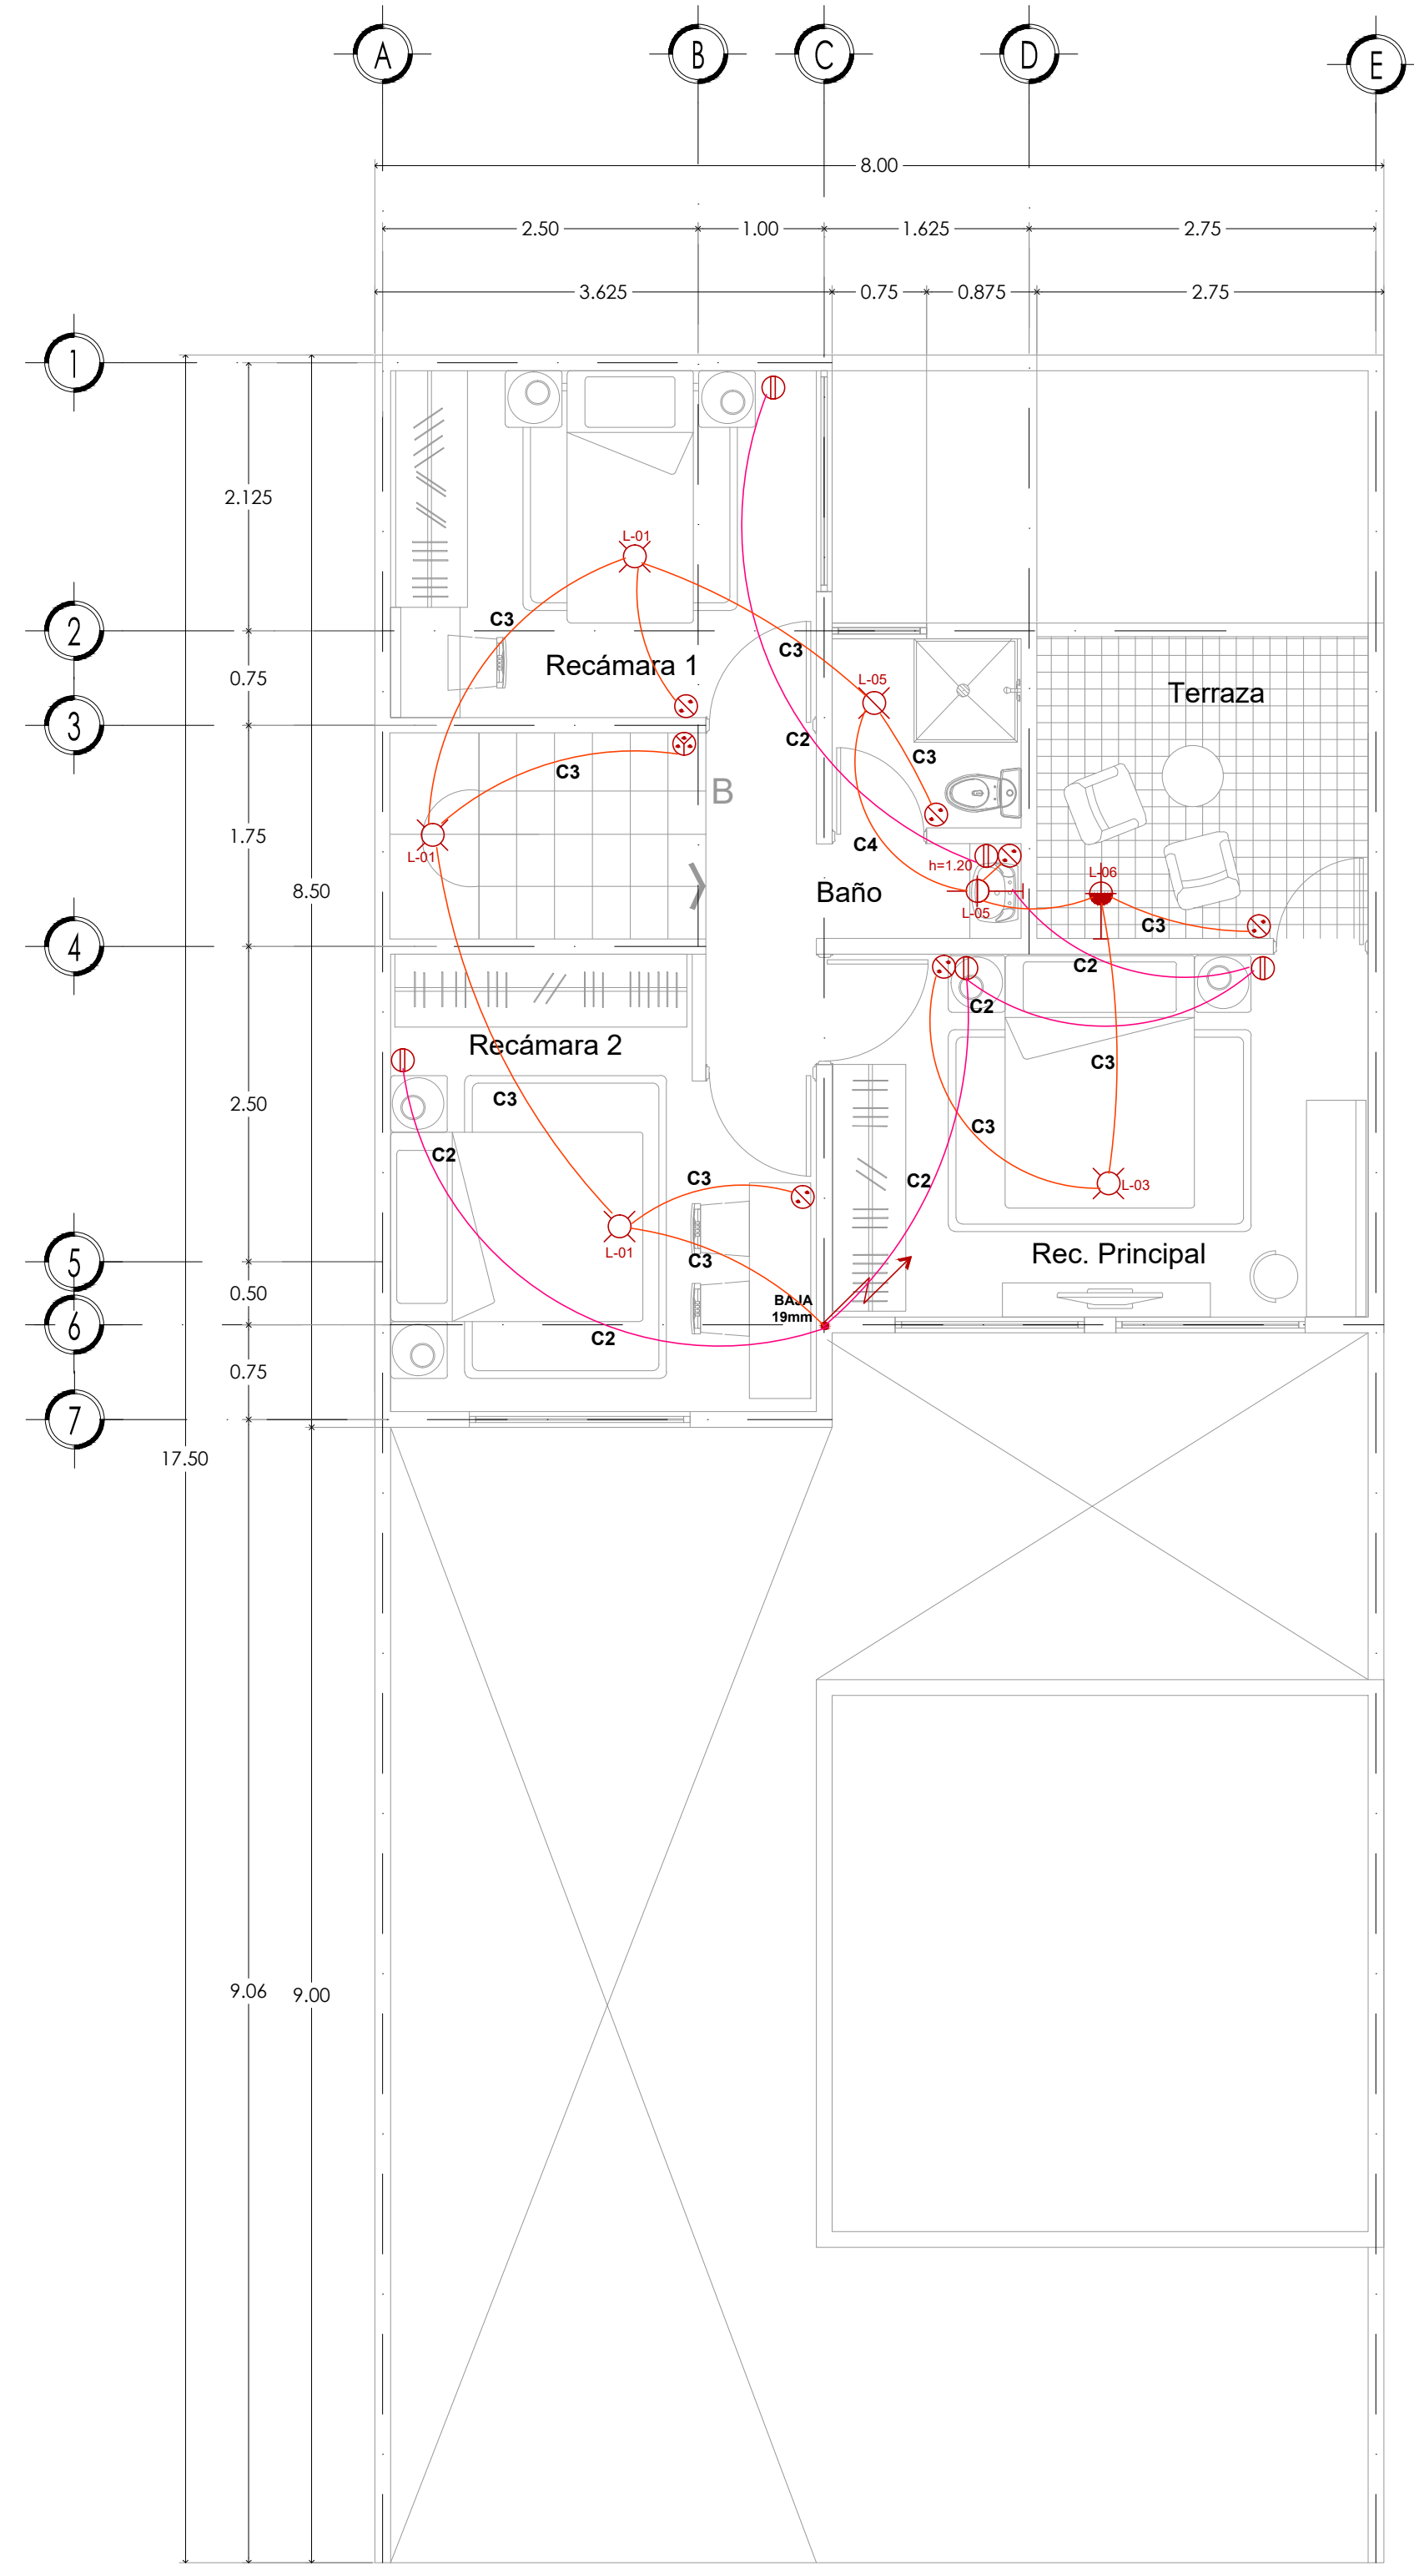 A
B
C
D
E
8.00
2.50
1.00
1.625
2.75
3.625
0.75
0.875
2.75
1
2.125
L-01
C3
2
C3
Recámara 1
0.75
L-05
Terraza
3
C2
C3
C3
B
1.75
L-01
C4
h=1.20
L-06
8.50
Baño
L-05
C3
4
C2
C2
Recámara 2
C3
2.50
C3
C3
C2
C3
C2
L-03
L-01
C3
Rec. Principal
5
0.50
BAJA
19mm
6
C2
0.75
7
17.50
9.06
9.00